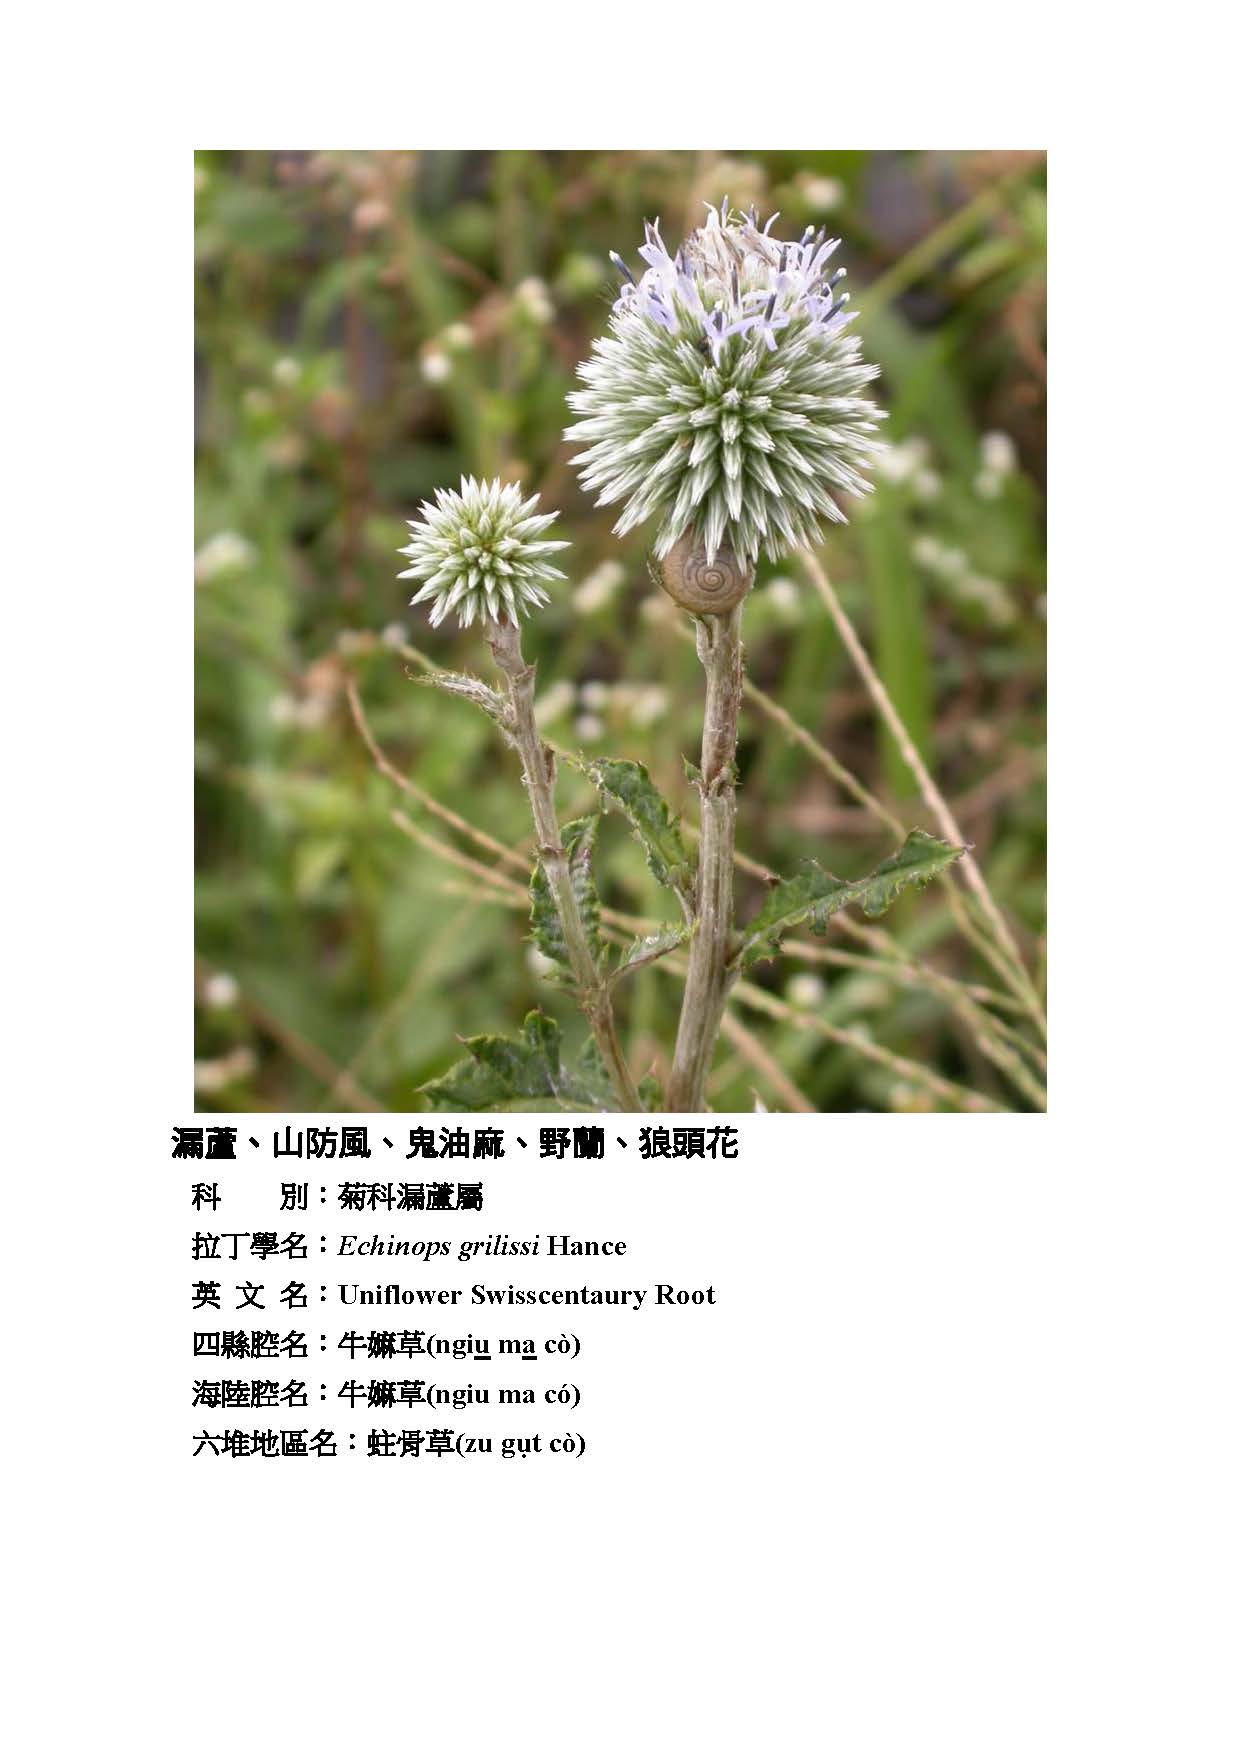 漏蘆、山防風、鬼油麻、野蘭、狼頭花
科　　別：菊科漏蘆屬
拉丁學名：Echinops grilissi Hance
英 文 名：Uniflower Swisscentaury Root
四縣腔名：牛嫲草(ngiu ma cò)
海陸腔名：牛嫲草(ngiu ma có)
六堆地區名：蛀骨草(zu gụt cò)